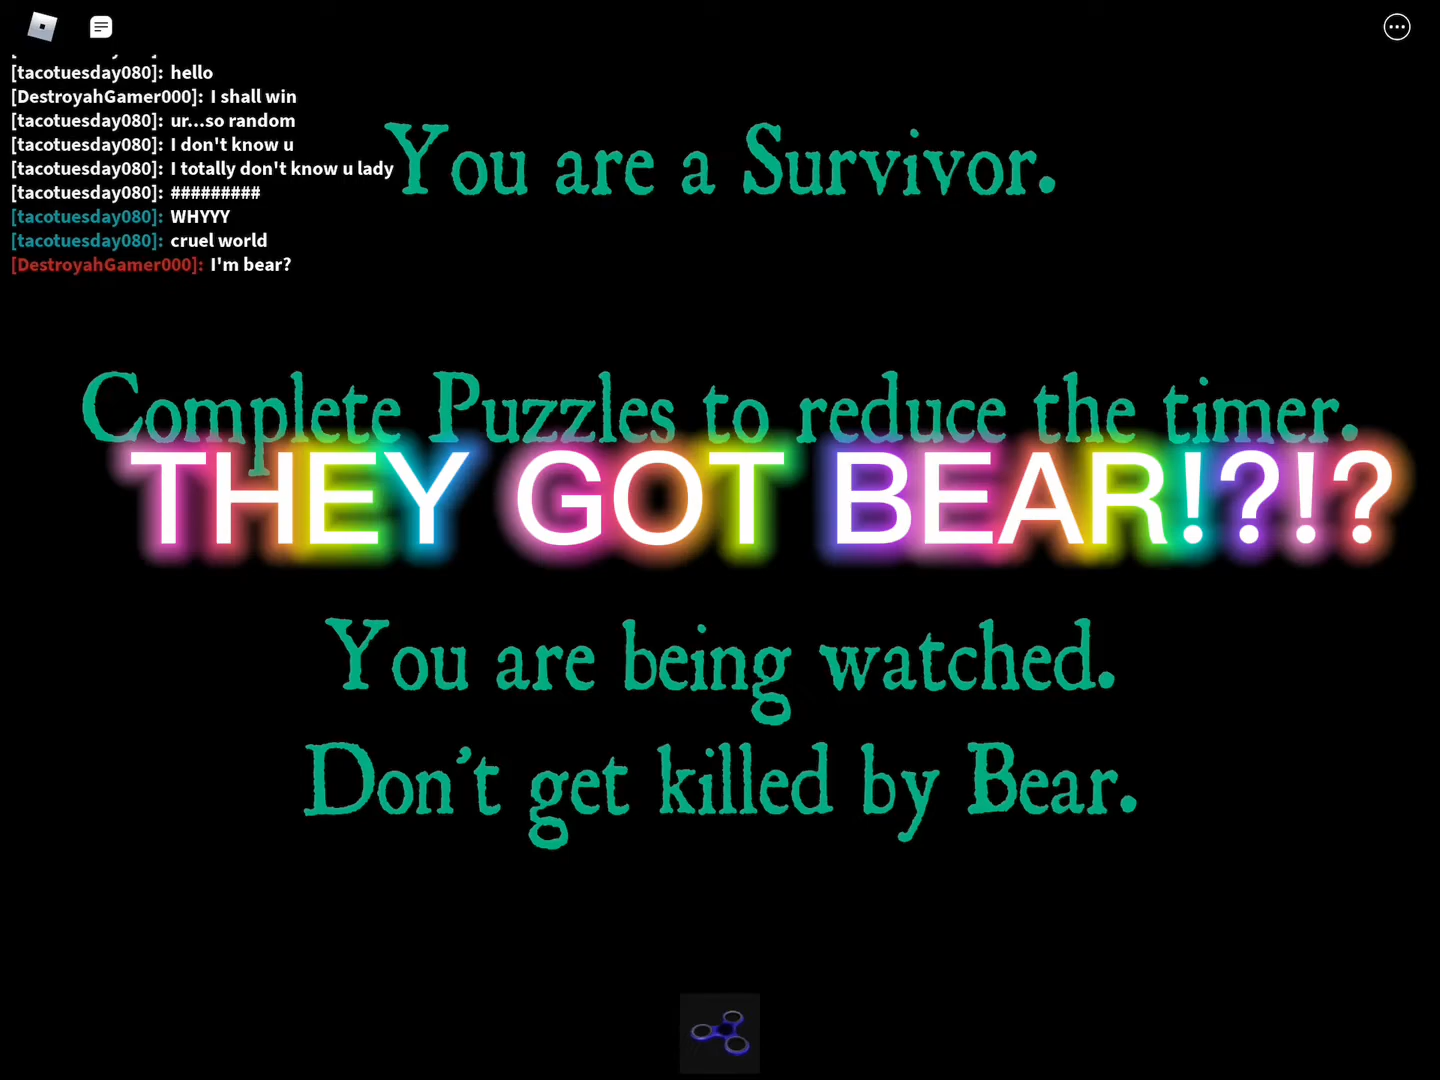 [tacotuesday080]: hello
[DestroyahGamer000]: I shall win
[tacotuesday080]: ur...so random
[tacotuesday080]: I don't know u
[tacotuesday080]: I totally don't know u lady
[tacotuesday080]: #########
[tacotuesday080]: WHYYY
[tacotuesday080]: cruel world
[DestroyahGamer000]: I'm bear?
You are a Survivor.
Complete Puzzles to reduce the timer.
THEY GOT BEAR!?!?
You are being watched.
Don't get killed by Bear.